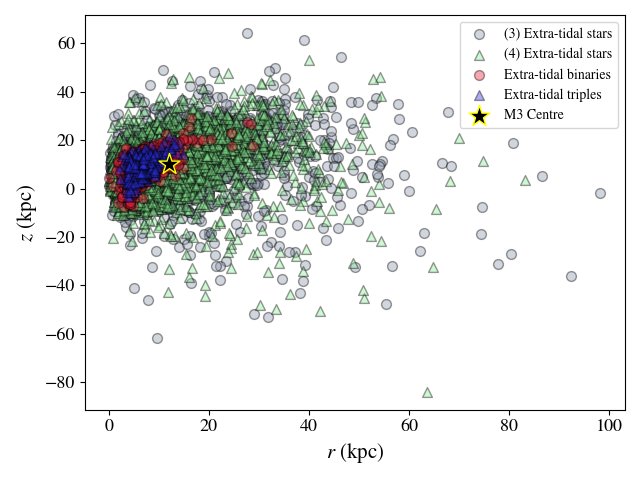 (3) Extra-tidal stars
(4) Extra-tidal stars
Extra-tidal binaries
Extra-tidal triples
M3 Centre
60
40
20
0
−20
−40
−60
−80
z (kpc)
0 20 40 60 80 100
r (kpc)